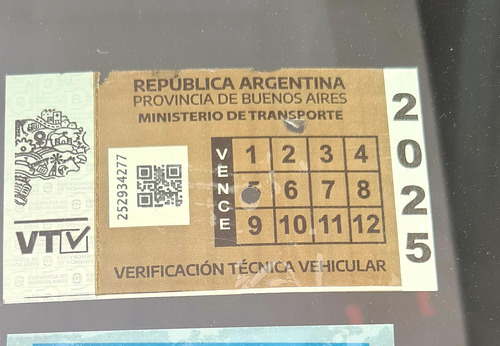 REPÚBLICA ARGENTINA
PROVINCIA DE BUENOS AIRES
MINISTERIO DE TRANSPORTE
252934277
VENCE
1 2 3 4
5 6 7 8
9 10 11 12
2025
VTV
VERIFICACIÓN TÉCNICA VEHICULAR